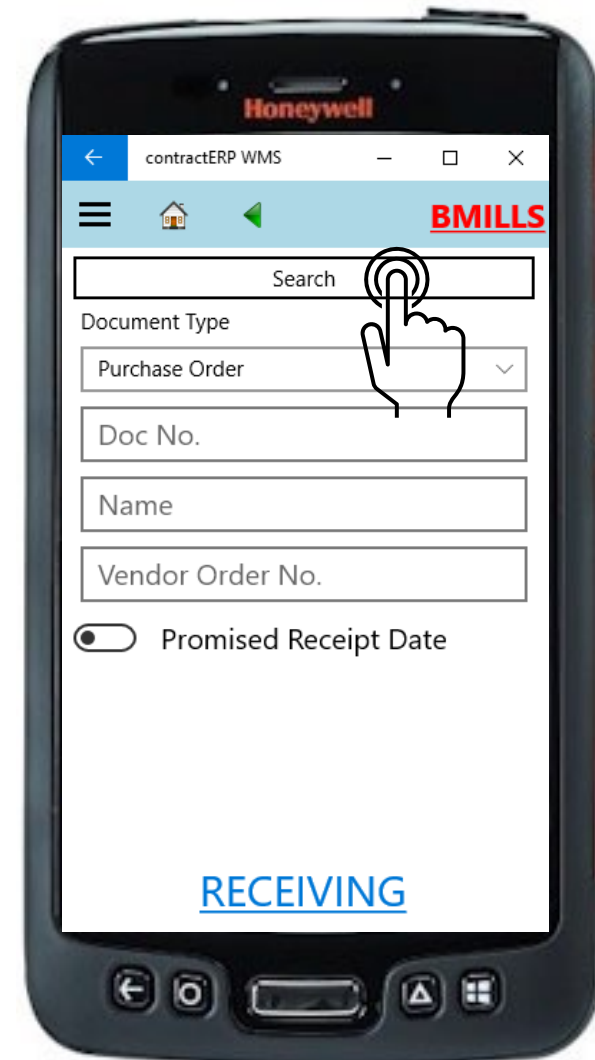 Honeywell
contractERP WMS
BMILLS
Search
Document Type
Purchase Order
Doc No.
Name
Vendor Order No.
Promised Receipt Date
RECEIVING